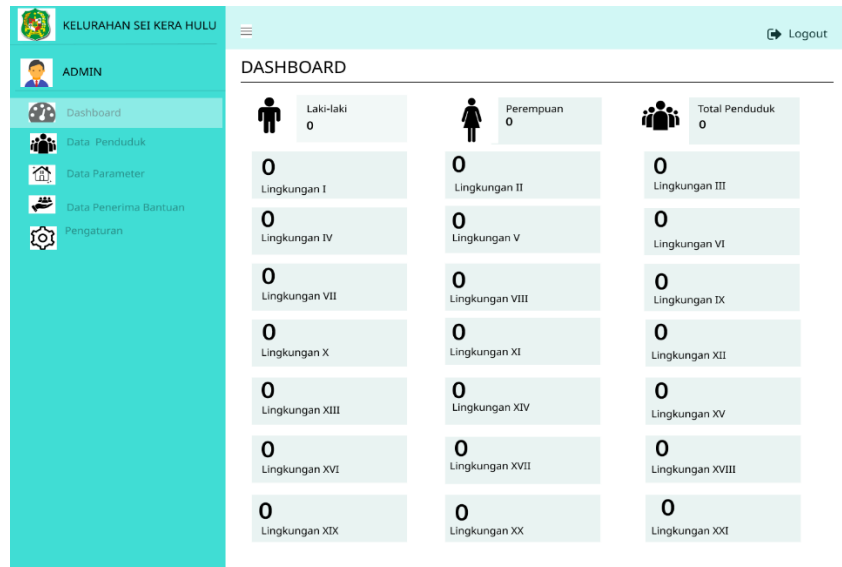 KELURAHAN SEI KERA HULU
Logout
ADMIN
Dashboard
Data Penduduk
Data Parameter
Data Penerima Bantuan
Pengaturan
DASHBOARD
Laki-laki
0
Perempuan
0
Total Penduduk
0
0
Lingkungan I
0
Lingkungan II
0
Lingkungan III
0
Lingkungan IV
0
Lingkungan V
0
Lingkungan VI
0
Lingkungan VII
0
Lingkungan VIII
0
Lingkungan IX
0
Lingkungan X
0
Lingkungan XI
0
Lingkungan XII
0
Lingkungan XIII
0
Lingkungan XIV
0
Lingkungan XV
0
Lingkungan XVI
0
Lingkungan XVII
0
Lingkungan XVIII
0
Lingkungan XIX
0
Lingkungan XX
0
Lingkungan XXI